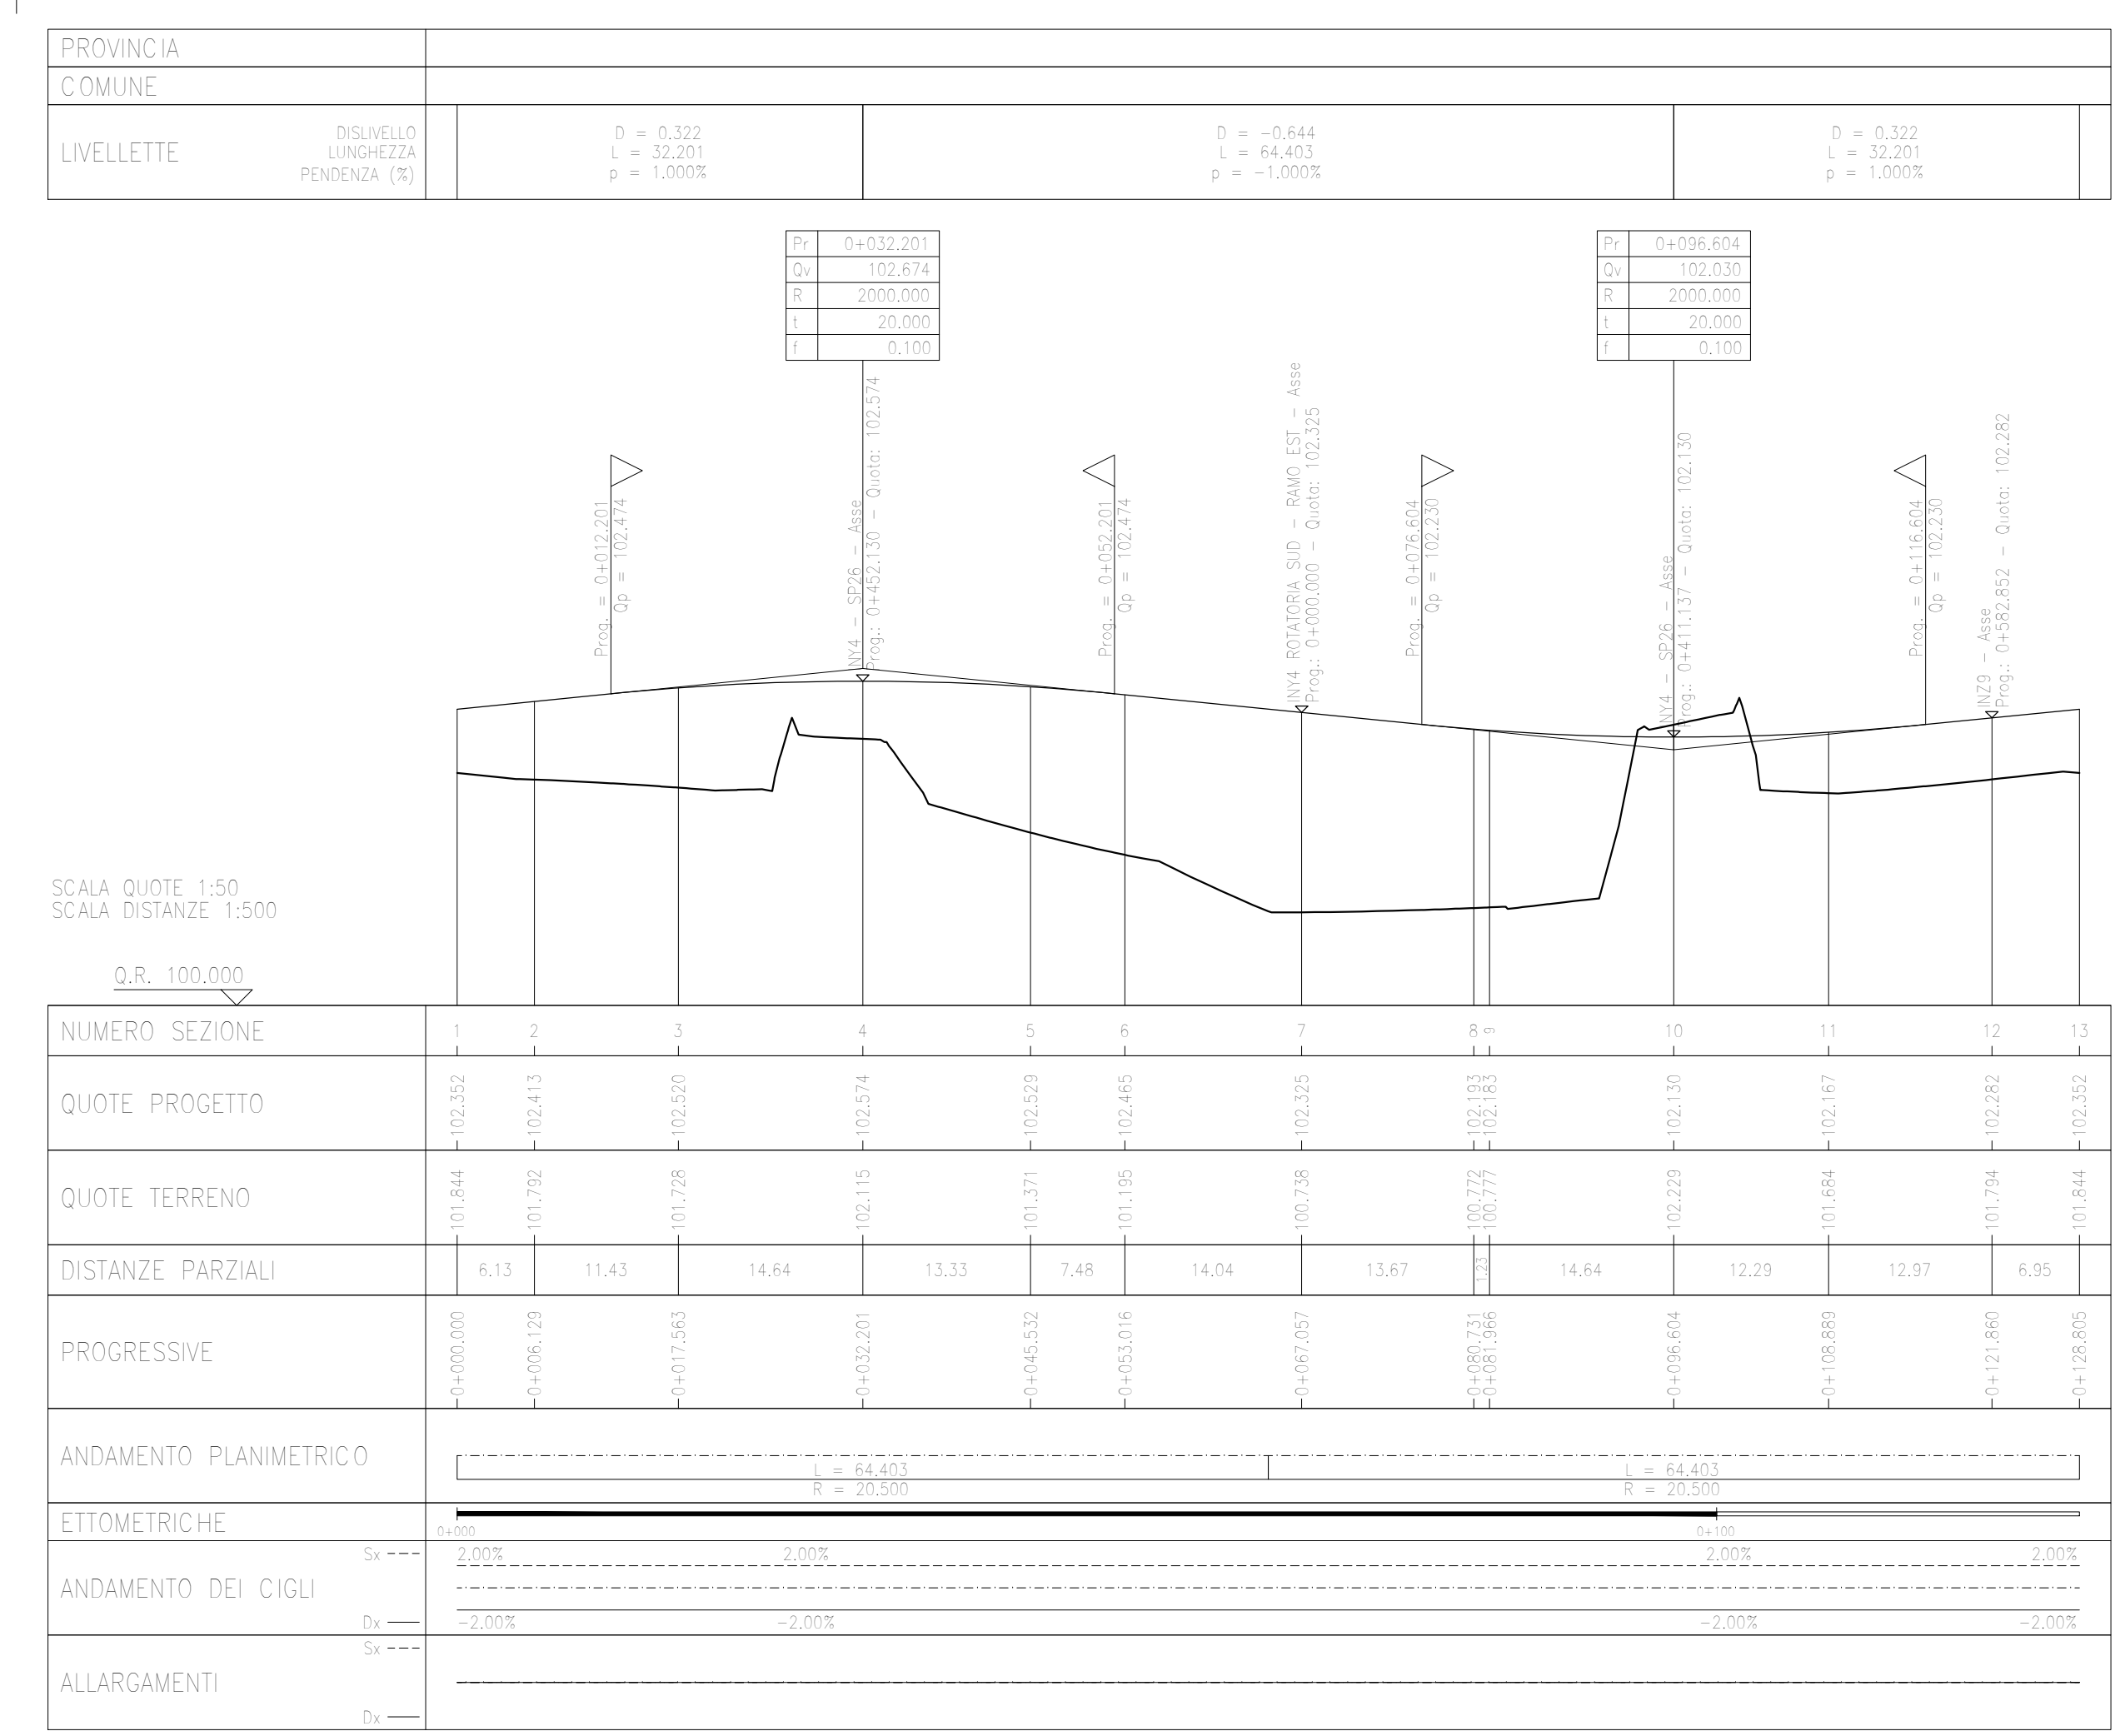 PROVINCIA
COMUNE
LIVELLETTE
DISLIVELLO
LUNGHEZZA
PENDENZA (%)
D = 0.322
L = 32.201
p = 1.000%
D = -0.644
L = 64.403
p = -1.000%
D = 0.322
L = 32.201
p = 1.000%
Pr 0+032.201
Qv 102.674
R 2000.000
t 20.000
f 0.100
Pr 0+096.604
Qv 102.030
R 2000.000
t 20.000
f 0.100
Prog. = 0+012.201
Qp = 102.474
INY4 - SP26 - Asse
Prog.: 0+452.130 - Quota: 102.574
Prog. = 0+052.201
Qp = 102.474
INY4 ROTATORIA SUD - RAMO EST - Asse
Prog.: 0+000.000 - Quota: 102.325
Prog. = 0+076.604
Qp = 102.230
INY4 - SP26 - Asse
Prog.: 0+411.137 - Quota: 102.130
Prog. = 0+116.604
Qp = 102.230
INZ9 - Asse
Prog.: 0+582.852 - Quota: 102.282
SCALA QUOTE 1:50
SCALA DISTANZE 1:500
Q.R. 100.000
NUMERO SEZIONE 1 2 3 4 5 6 7 8 9 10 11 12 13
QUOTE PROGETTO 102.352 102.413 102.520 102.574 102.529 102.465 102.325 102.193 102.183 102.130 102.167 102.282 102.352
QUOTE TERRENO 101.844 101.792 101.728 102.115 101.371 101.195 100.738 100.772 100.777 102.229 101.684 101.794 101.844
DISTANZE PARZIALI 6.13 11.43 14.64 13.33 7.48 14.04 13.67 1.23 14.64 12.29 12.97 6.95
PROGRESSIVE 0+000.000 0+006.129 0+017.563 0+032.201 0+045.532 0+053.016 0+067.057 0+080.731 0+081.966 0+096.604 0+108.889 0+121.860 0+128.805
ANDAMENTO PLANIMETRICO
L = 64.403
R = 20.500
L = 64.403
R = 20.500
ETTOMETRICHE
0+000 0+100
ANDAMENTO DEI CIGLI
Sx 2.00% 2.00% 2.00% 2.00%
Dx -2.00% -2.00% -2.00% -2.00%
ALLARGAMENTI
Sx
Dx